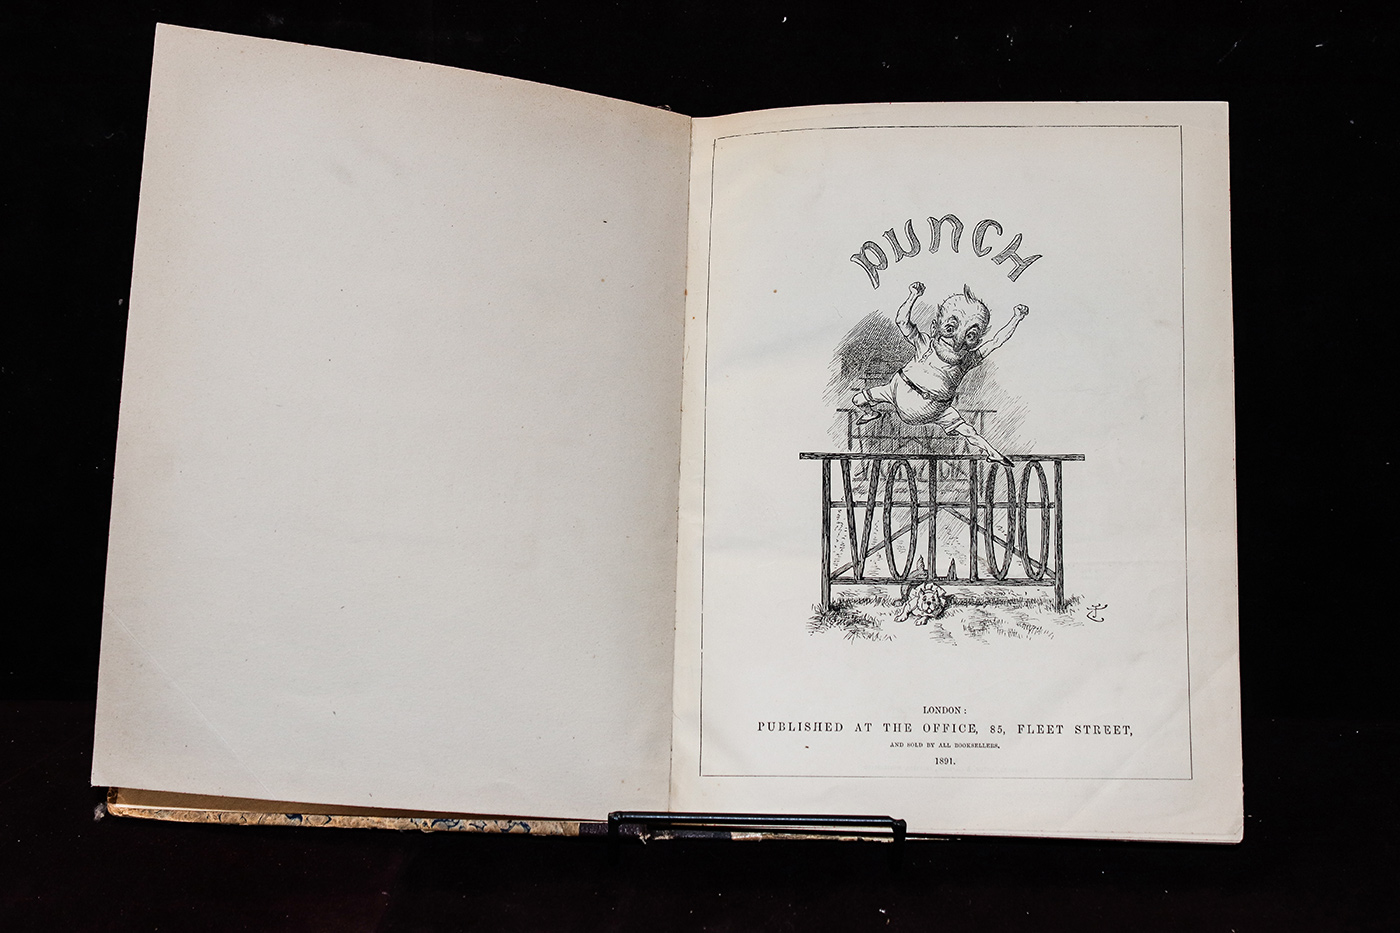 PUNCH
VOL 100
LONDON:
PUBLISHED AT THE OFFICE, 85, FLEET STREET,
AND SOLD BY ALL BOOKSELLERS.
1891.